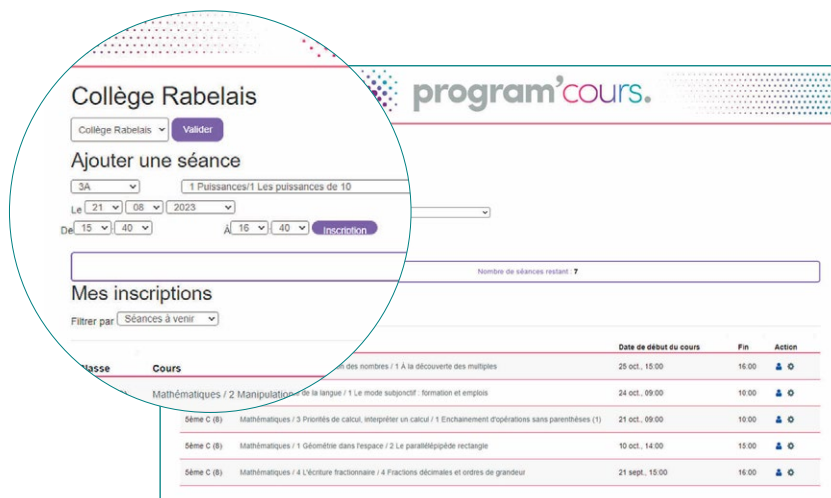 program'cours.
Collège Rabelais
Collège Rabelais Valider
Ajouter une séance
3A 1 Puissances/1 Les puissances de 10
Le 21 08 2023
De 15 40 À 16 40 Inscription
Nombre de séances restant : 7
Mes inscriptions
Filtrer par Séances à venir
Date de début du cours Fin Action
Classe Cours
des nombres / 1 À la découverte des multiples 25 oct., 15:00 16:00
Mathématiques / 2 Manipulation de la langue / 1 Le mode subjonctif : formation et emplois 24 oct., 09:00 10:00
5ème C (8) Mathématiques / 3 Priorités de calcul, interpréter un calcul / 1 Enchainement d'opérations sans parenthèses (1) 21 oct., 09:00 10:00
5ème C (8) Mathématiques / 1 Géométrie dans l'espace / 2 Le parallélépipède rectangle 10 oct., 14:00 15:00
5ème C (8) Mathématiques / 4 L'écriture fractionnaire / 4 Fractions décimales et ordres de grandeur 21 sept., 15:00 16:00